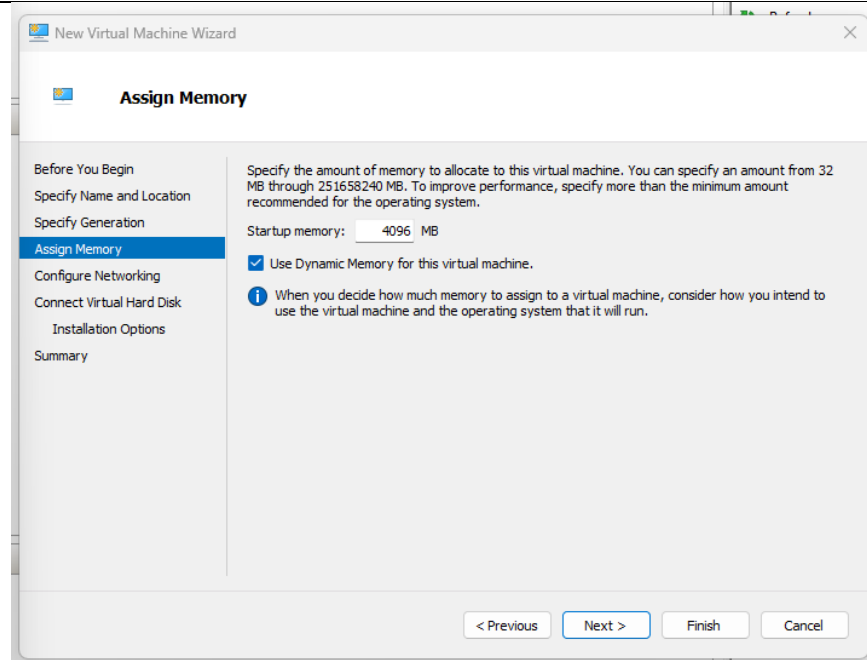 New Virtual Machine Wizard
Assign Memory
Before You Begin
Specify Name and Location
Specify Generation
Assign Memory
Configure Networking
Connect Virtual Hard Disk
Installation Options
Summary
Specify the amount of memory to allocate to this virtual machine. You can specify an amount from 32
MB through 251658240 MB. To improve performance, specify more than the minimum amount
recommended for the operating system.
Startup memory: 4096 MB
Use Dynamic Memory for this virtual machine.
When you decide how much memory to assign to a virtual machine, consider how you intend to
use the virtual machine and the operating system that it will run.
< Previous
Next >
Finish
Cancel